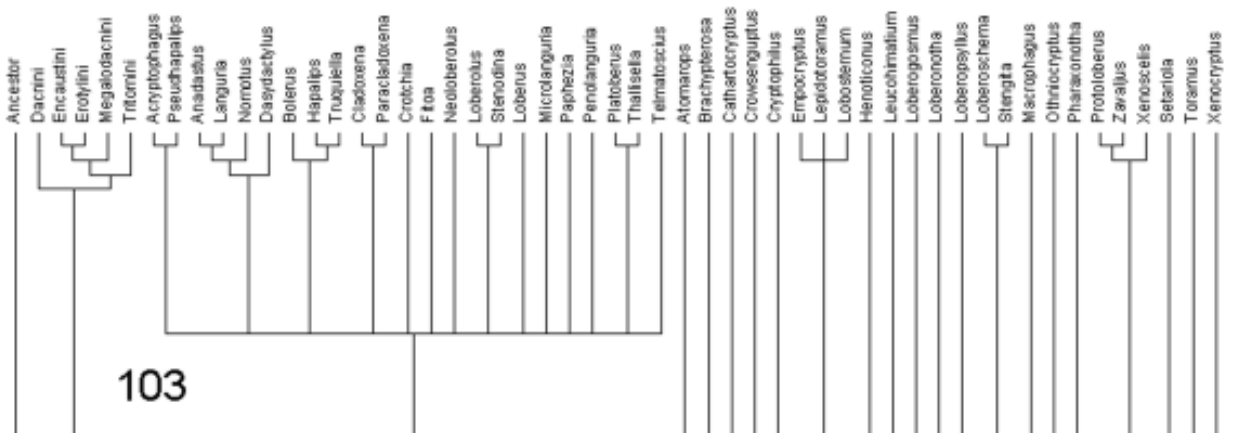 Ancestor
Dacnini
Encaustini
Erotylini
Megalodacnini
Tritomini
Acryptophagus
Pseudhapalips
Anadastus
Languria
Nomotus
Dasydactylus
Bolerus
Hapalips
Truquiella
Cladoxena
Paracladoxena
Crotchia
Fitoa
Neoloberolus
Loberolus
Stenodina
Loberus
Microlanguria
Paphezia
Penolanguria
Platoberus
Thallisella
Telmatoscius
Atomarops
Brachypterosa
Cathartocryptus
Crowsonguptus
Cryptophilus
Empocryptus
Lepidotoramus
Lobosternum
Henoticonus
Leucohimatium
Loberogosmus
Loberonotha
Loberopsyllus
Loberoschema
Stengita
Macrophagus
Othniocryptus
Pharaxonotha
Protoloberus
Zavaljus
Xenoscelis
Setariola
Toramus
Xenocryptus
103